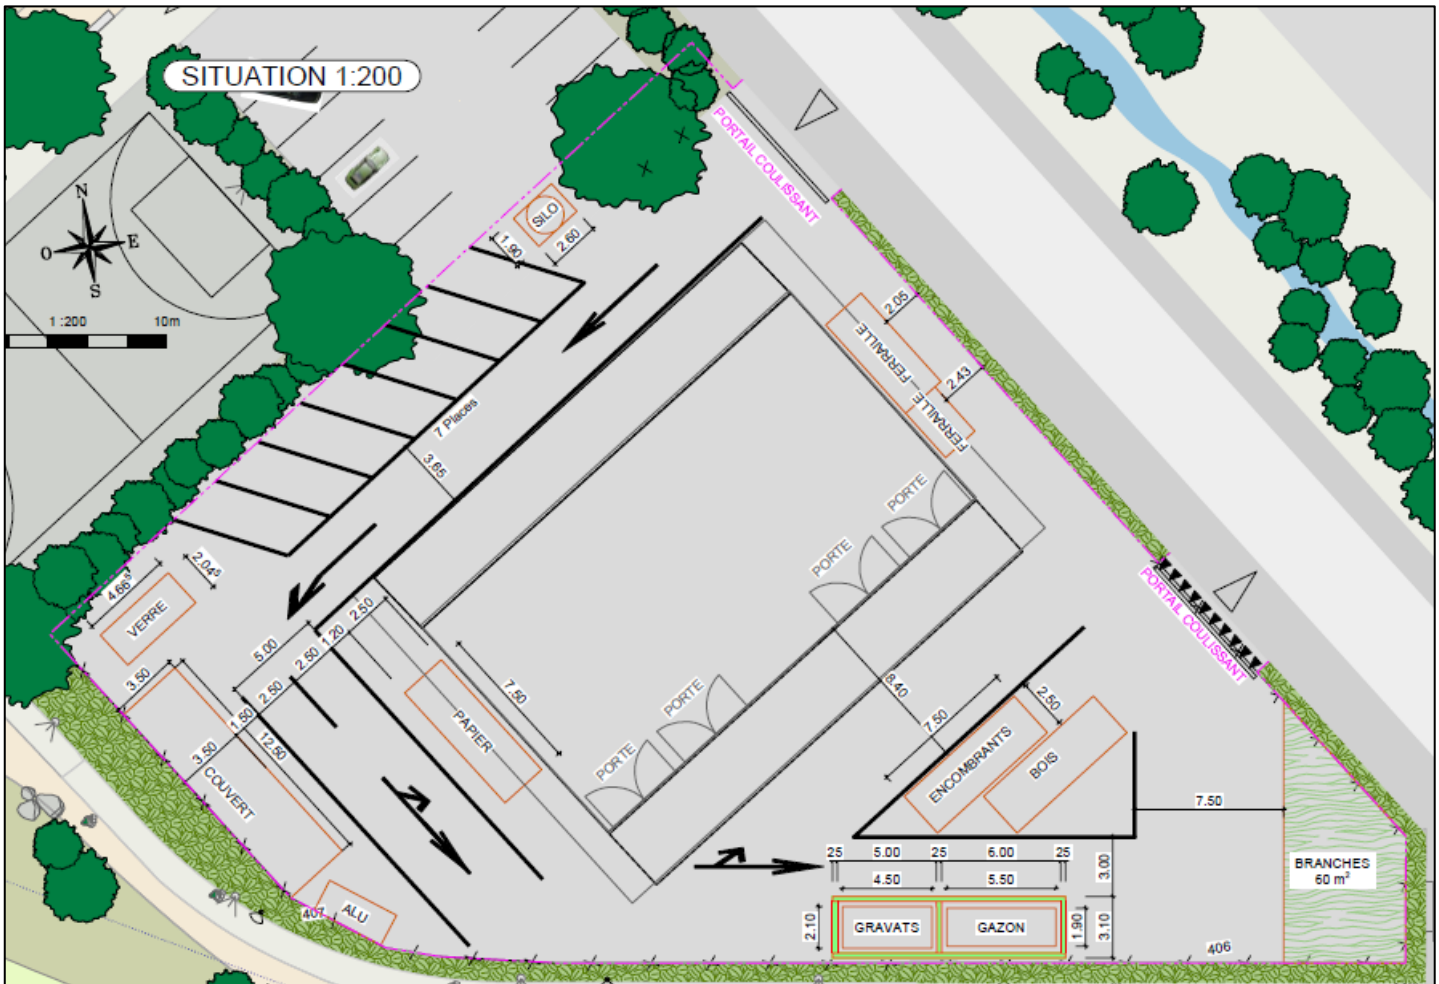 SITUATION 1:200
N
O
E
S
1 :200
10m
PORTAIL COULISSANT
SILO
1.90
2.60
7 Places
3.65
2.05
FERRAILLE
2.43
FERRAILLE
PORTE
PORTE
PORTE
PORTE
4.66⁵
2.04⁵
VERRE
5.00
2.50
2.50
1.20
2.50
3.50
1.50
12.50
3.50
COUVERT
7.50
PAPIER
ALU
407
8.40
7.50
2.50
ENCOMBRANTS
BOIS
PORTAIL COULISSANT
7.50
BRANCHES
60 m²
25
5.00
25
6.00
25
4.50
5.50
3.00
2.10
GRAVATS
GAZON
1.90
3.10
406